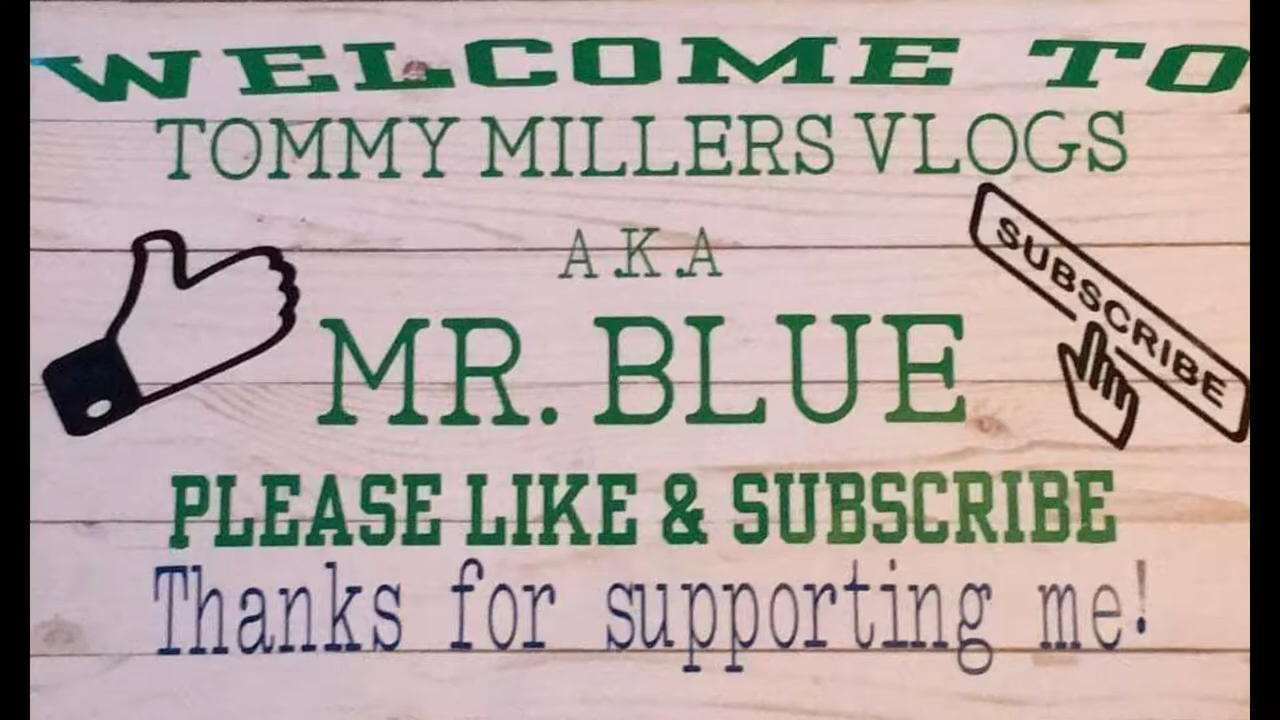 WELCOME TO
TOMMY MILLERS VLOGS
A.K.A
MR. BLUE
SUBSCRIBE
PLEASE LIKE & SUBSCRIBE
Thanks for supporting me!